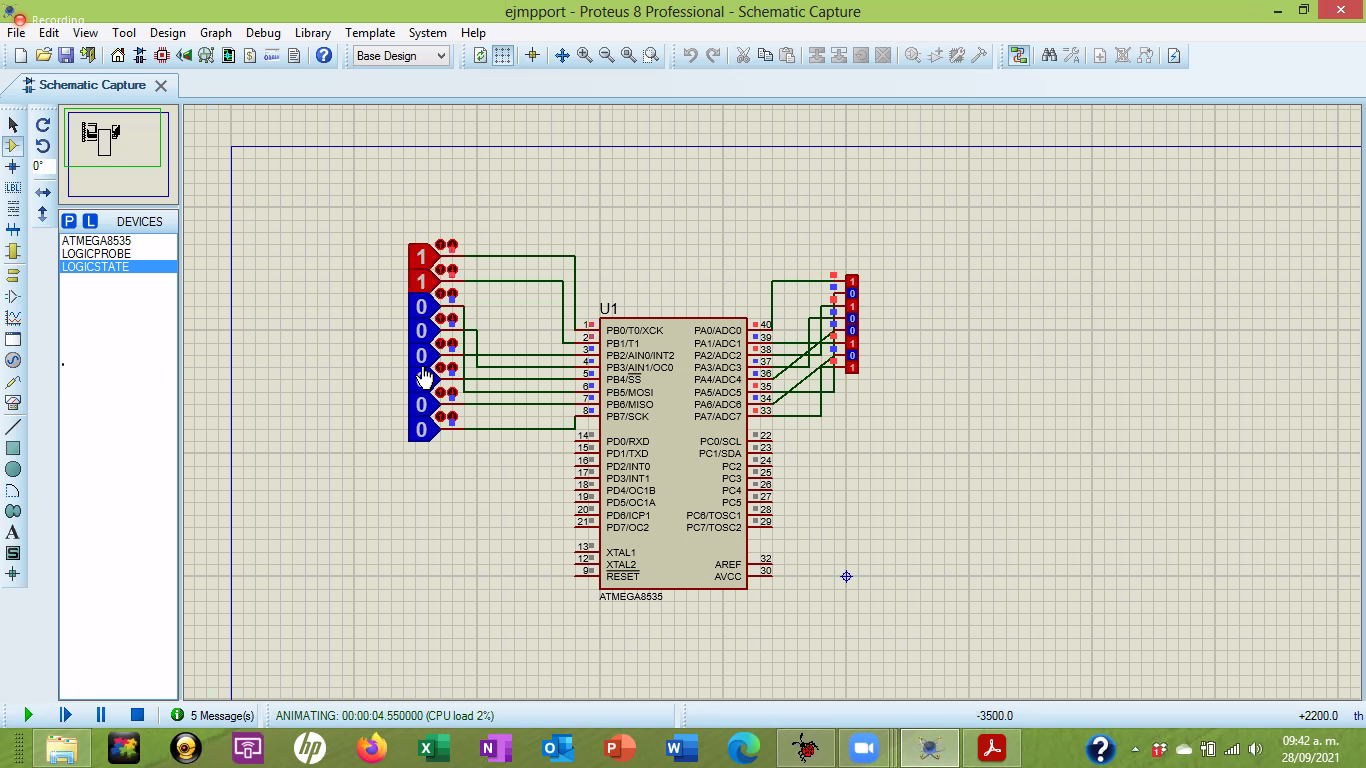 ejmpport - Proteus 8 Professional - Schematic Capture
Recording
File Edit View Tool Design Graph Debug Library Template System Help
Base Design
Schematic Capture
0°
P L DEVICES
ATMEGA8535
LOGICPROBE
LOGICSTATE
LBL
A
S
1
1
0
0
0
0
0
U1
1 PB0/T0/XCK PA0/ADC0 40
2 PB1/T1 PA1/ADC1 39
3 PB2/AIN0/INT2 PA2/ADC2 38
4 PB3/AIN1/OC0 PA3/ADC3 37
5 PB4/SS PA4/ADC4 36
6 PB5/MOSI PA5/ADC5 35
7 PB6/MISO PA6/ADC6 34
8 PB7/SCK PA7/ADC7 33
14 PD0/RXD PC0/SCL 22
15 PD1/TXD PC1/SDA 23
16 PD2/INT0 PC2 24
17 PD3/INT1 PC3 25
18 PD4/OC1B PC4 26
19 PD5/OC1A PC5 27
20 PD6/ICP1 PC6/TOSC1 28
21 PD7/OC2 PC7/TOSC2 29
13 XTAL1
12 XTAL2 AREF 32
9 RESET AVCC 30
ATMEGA8535
1
0
1
0
0
1
0
1
5 Message(s) ANIMATING: 00:00:04.550000 (CPU load 2%) -3500.0 +2200.0 th
09:42 a. m.
28/09/2021